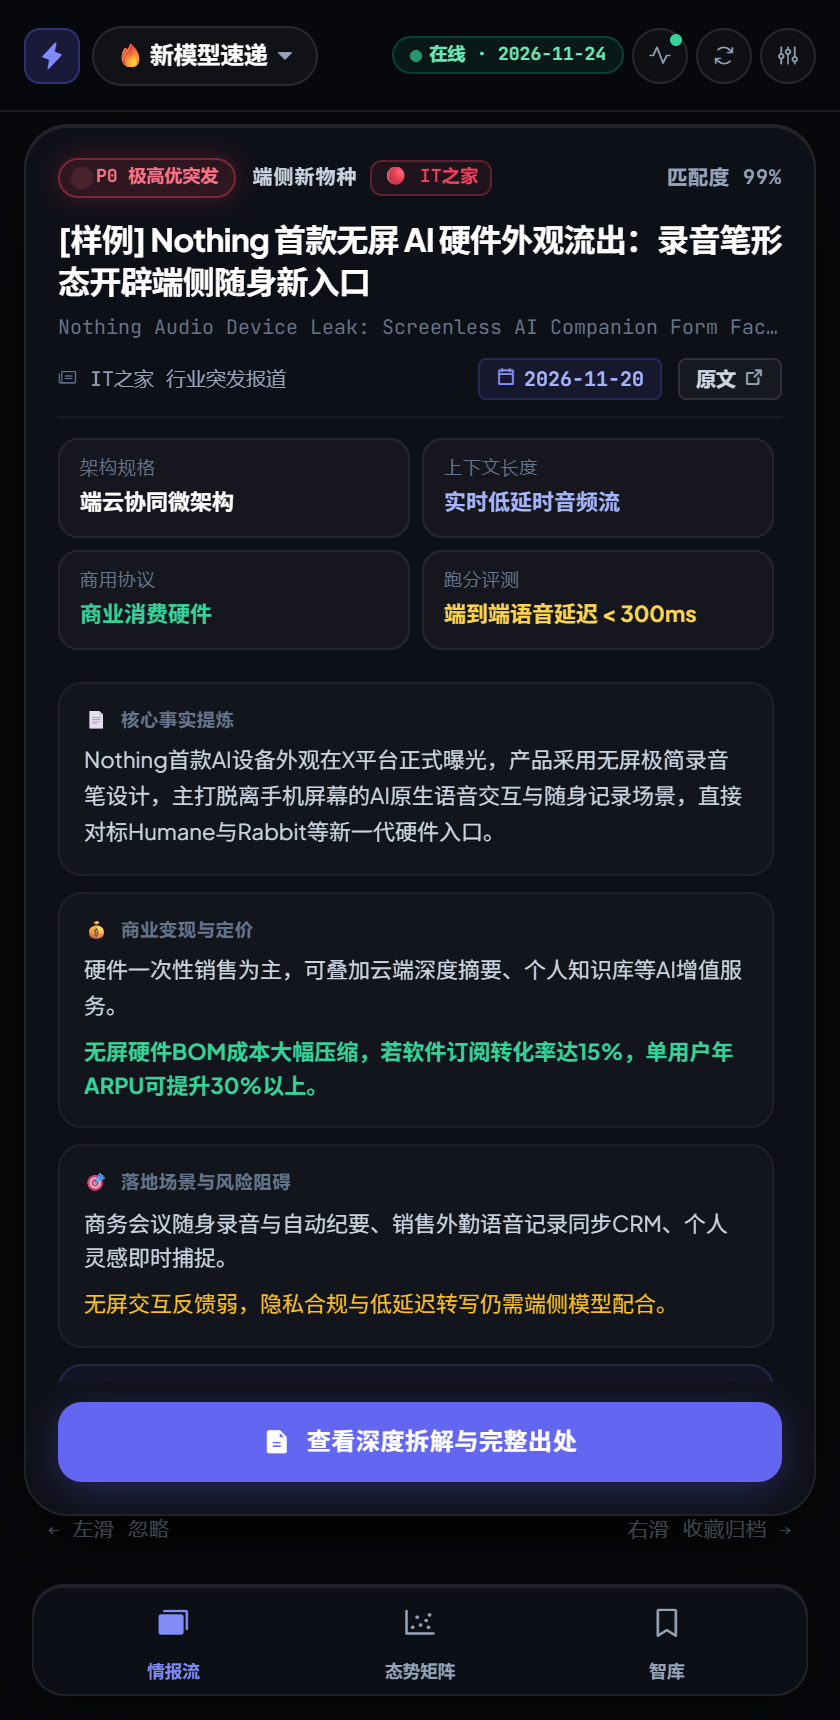 新模型速递
在线 · 2026-11-24
P0 极高优突发
端侧新物种
IT之家
匹配度 99%
[样例] Nothing 首款无屏 AI 硬件外观流出：录音笔形
态开辟端侧随身新入口
Nothing Audio Device Leak: Screenless AI Companion Form Fac…
IT之家 行业突发报道
2026-11-20
原文
架构规格
端云协同微架构
上下文长度
实时低延时音频流
商用协议
商业消费硬件
跑分评测
端到端语音延迟 < 300ms
核心事实提炼
Nothing首款AI设备外观在X平台正式曝光，产品采用无屏极简录音
笔设计，主打脱离手机屏幕的AI原生语音交互与随身记录场景，直接
对标Humane与Rabbit等新一代硬件入口。
商业变现与定价
硬件一次性销售为主，可叠加云端深度摘要、个人知识库等AI增值服
务。
无屏硬件BOM成本大幅压缩，若软件订阅转化率达15%，单用户年
ARPU可提升30%以上。
落地场景与风险阻碍
商务会议随身录音与自动纪要、销售外勤语音记录同步CRM、个人
灵感即时捕捉。
无屏交互反馈弱，隐私合规与低延迟转写仍需端侧模型配合。
查看深度拆解与完整出处
← 左滑 忽略
右滑 收藏归档 →
情报流
态势矩阵
智库